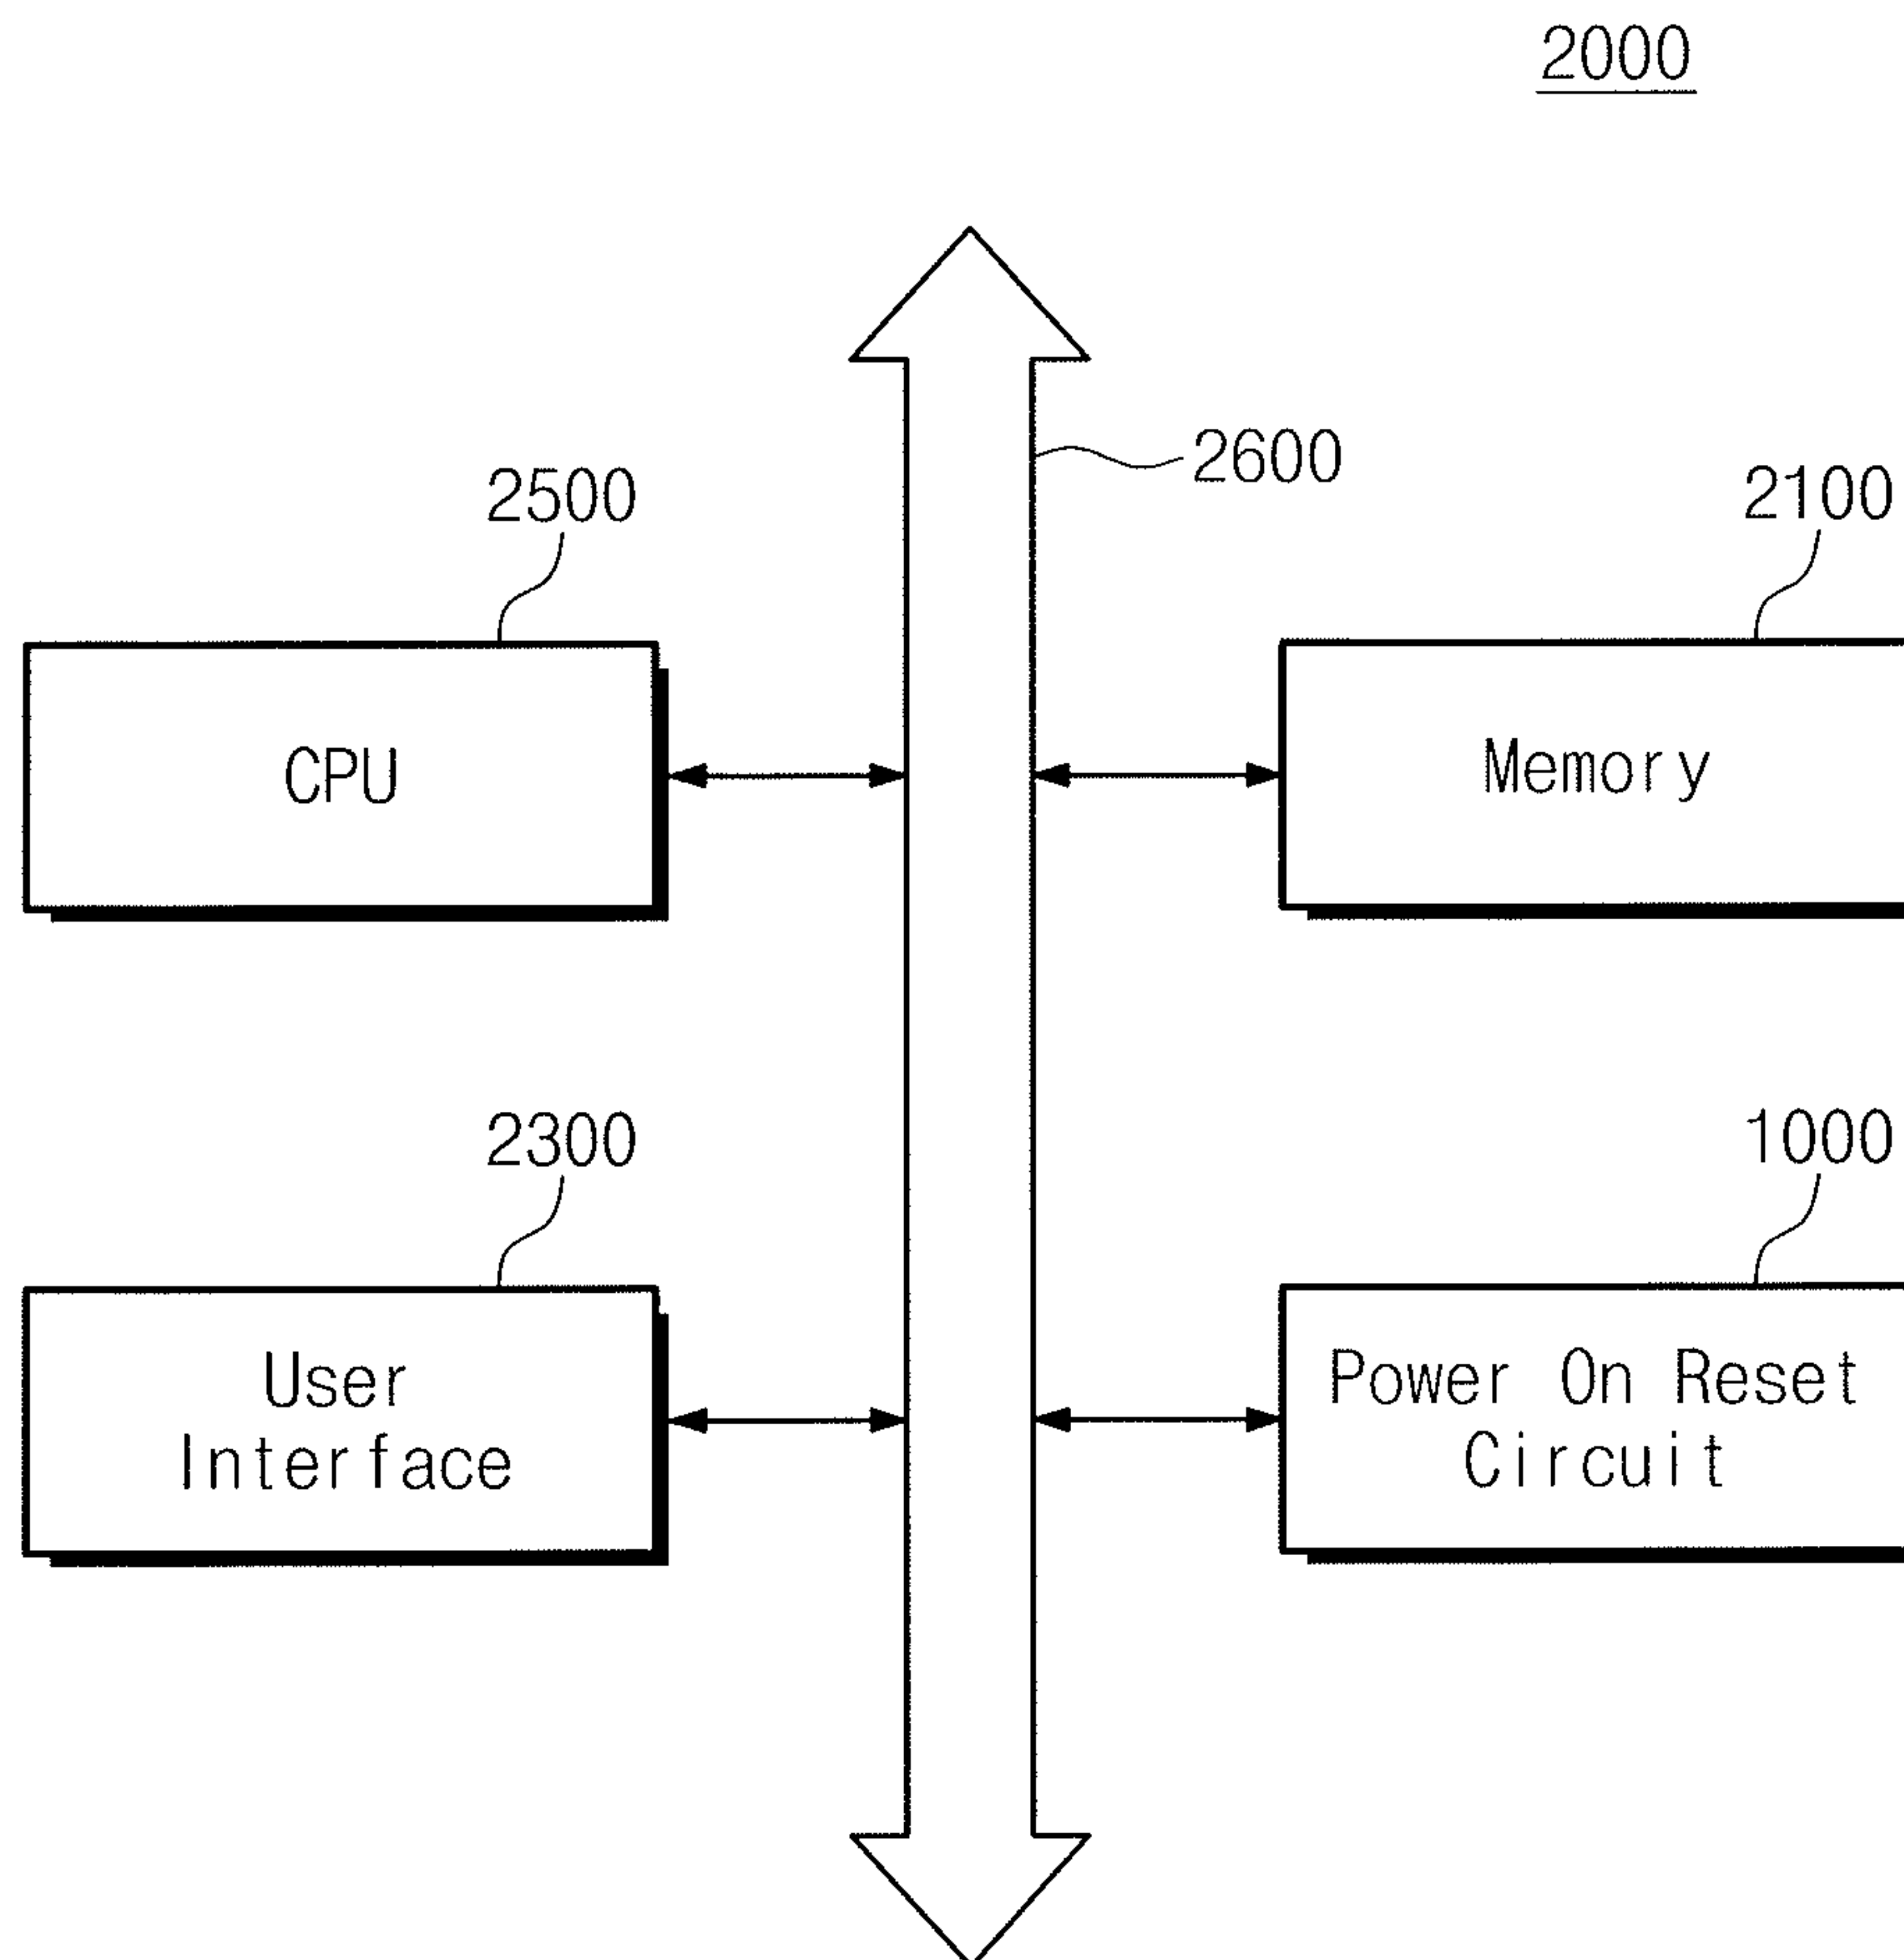 2000
2600
2500
2100
CPU
Memory
2300
1000
User
Interface
Power On Reset
Circuit